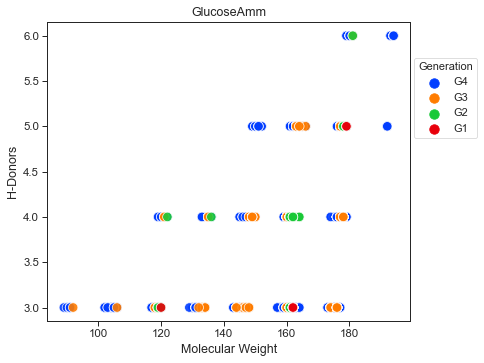 GlucoseAmm
6.0
5.5
5.0
4.5
4.0
3.5
3.0
H-Donors
100 120 140 160 180
Molecular Weight
Generation
G4
G3
G2
G1